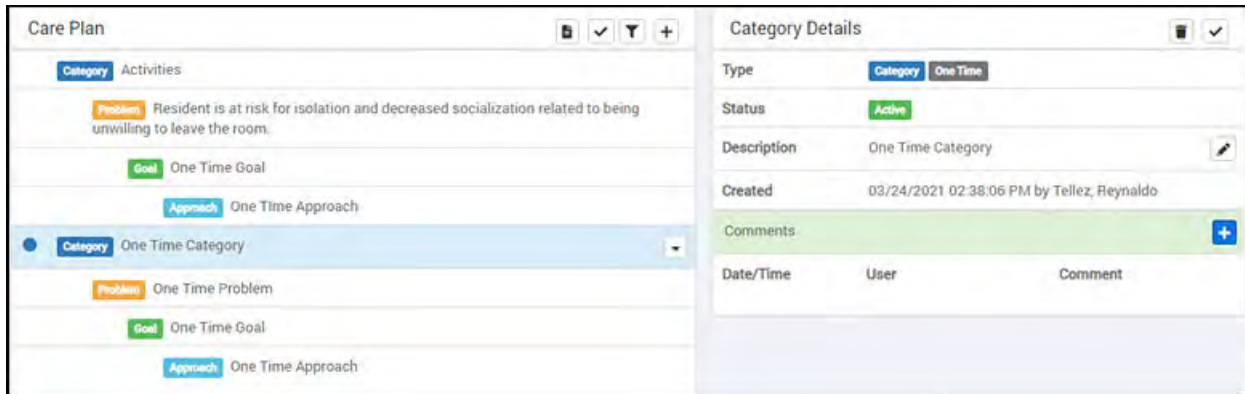 Care Plan
Category Activities
Problem Resident is at risk for isolation and decreased socialization related to being
unwilling to leave the room.
Goal One Time Goal
Approach One Time Approach
Category One Time Category
Problem One Time Problem
Goal One Time Goal
Approach One Time Approach
Category Details
Type Category One Time
Status Active
Description One Time Category
Created 03/24/2021 02:38:06 PM by Tellez, Reynaldo
Comments
Date/Time User Comment